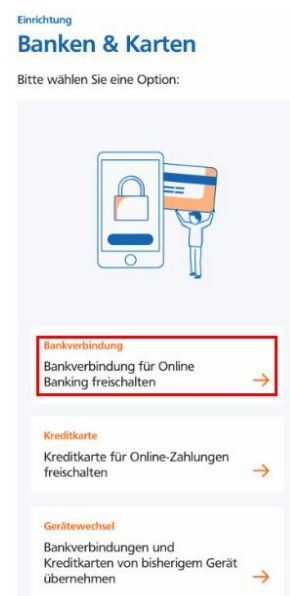 Einrichtung
Banken & Karten
Bitte wählen Sie eine Option:
Bankverbindung
Bankverbindung für Online
Banking freischalten
Kreditkarte
Kreditkarte für Online-Zahlungen
freischalten
Gerätewechsel
Bankverbindungen und
Kreditkarten von bisherigem Gerät
übernehmen